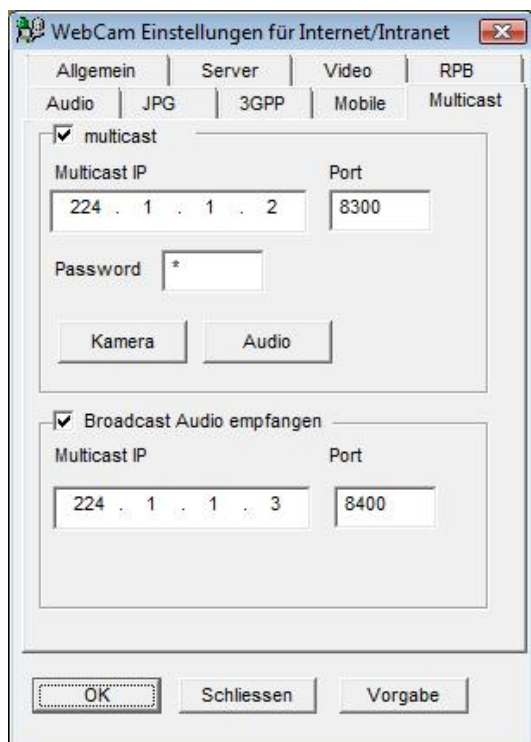 WebCam Einstellungen für Internet/Intranet
Allgemein Server Video RPB
Audio JPG 3GPP Mobile Multicast
multicast
Multicast IP Port
224 . 1 . 1 . 2 8300
Password *
Kamera Audio
Broadcast Audio empfangen
Multicast IP Port
224 . 1 . 1 . 3 8400
OK Schliessen Vorgabe